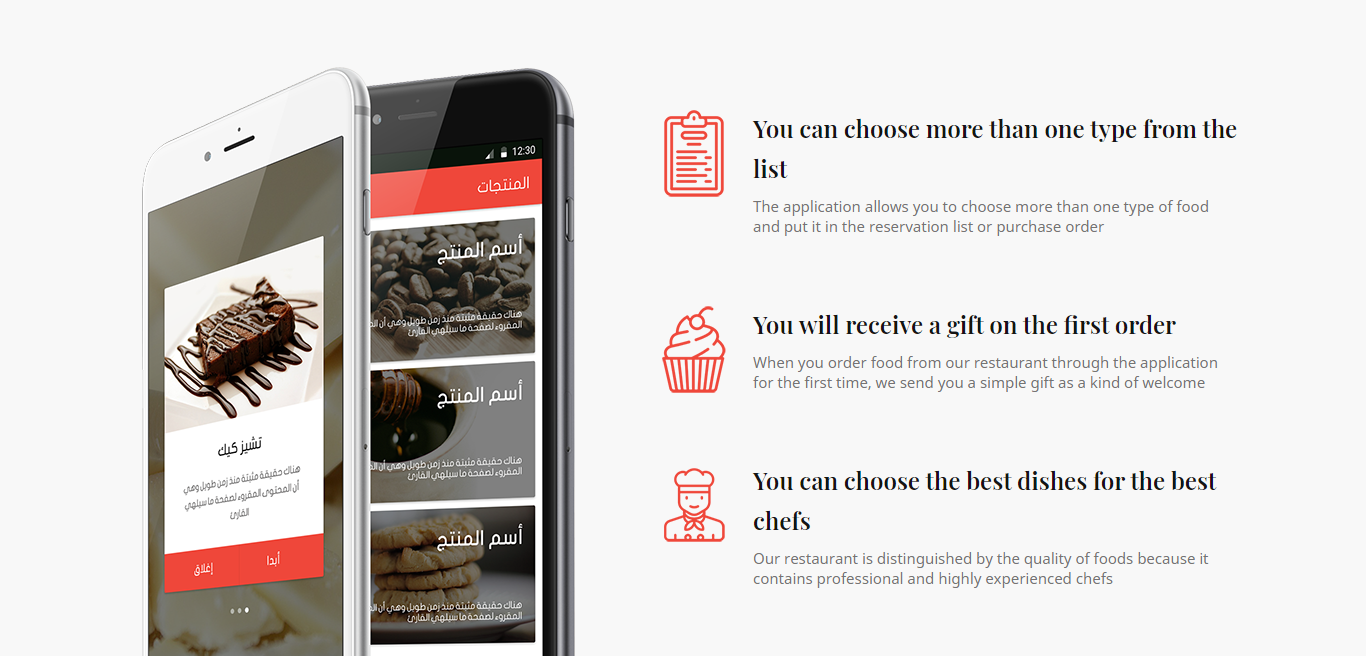 12:30
المنتجات
أسم المنتج
هناك حقيقة مثبتة منذ زمن طويل وهي أن
المقروء لصفحة ما سيلهي القارئ
أسم المنتج
هناك حقيقة مثبتة منذ زمن طويل وهي أن
المقروء لصفحة ما سيلهي القارئ
أسم المنتج
هناك حقيقة مثبتة منذ زمن طويل وهي أن
المقروء لصفحة ما سيلهي القارئ
تشيز كيك
هناك حقيقة مثبتة منذ زمن طويل وهي
أن المحتوى المقروء لصفحة ما سيلهي
القارئ
أبدا
إغلاق
You can choose more than one type from the
list
The application allows you to choose more than one type of food
and put it in the reservation list or purchase order
You will receive a gift on the first order
When you order food from our restaurant through the application
for the first time, we send you a simple gift as a kind of welcome
You can choose the best dishes for the best
chefs
Our restaurant is distinguished by the quality of foods because it
contains professional and highly experienced chefs